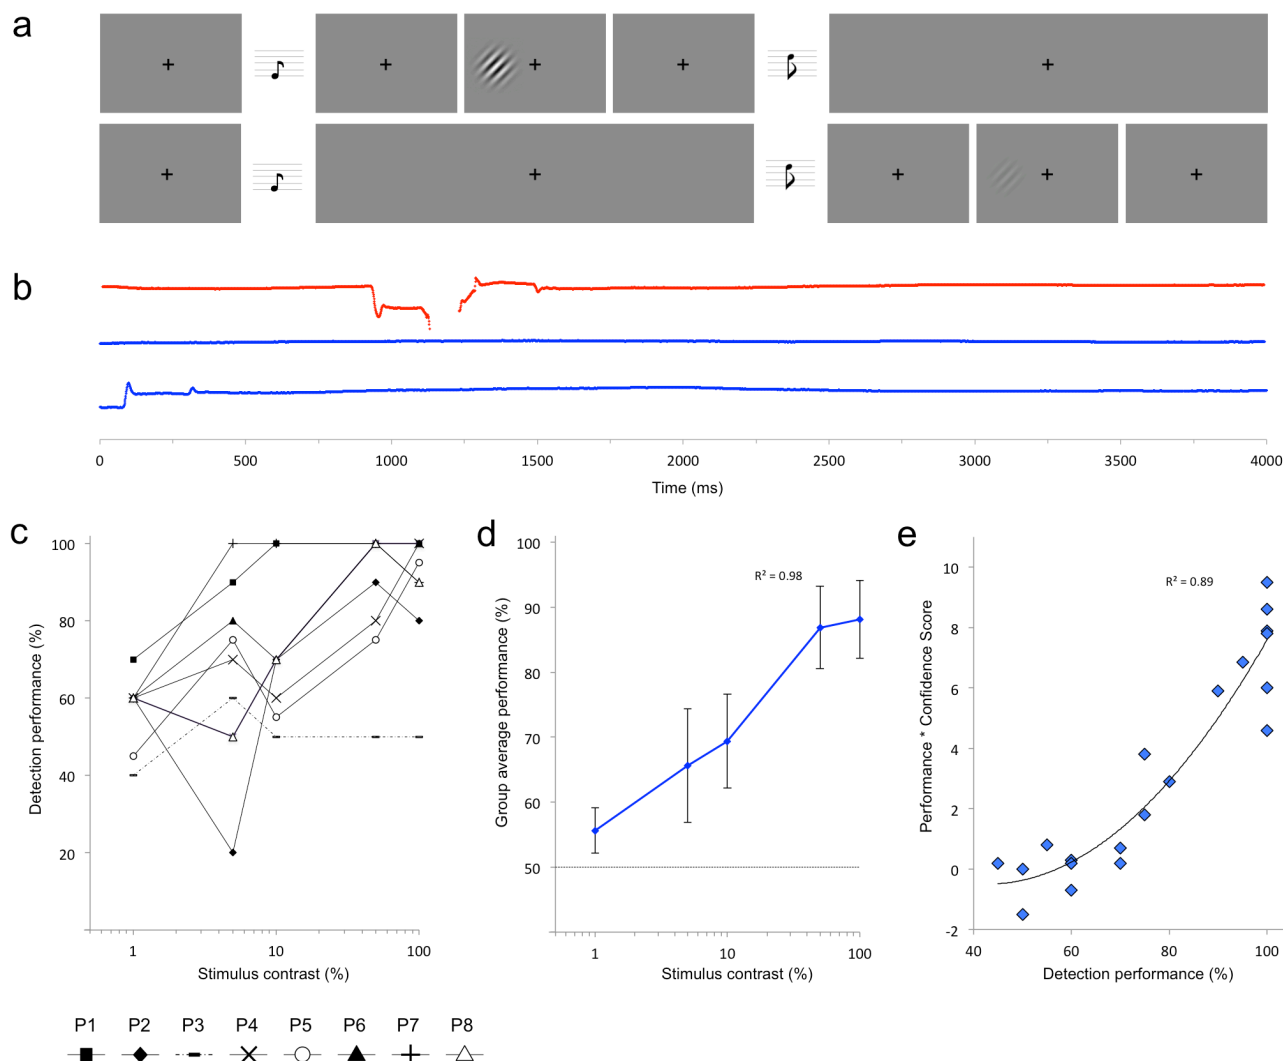 a
b
0 500 1000 1500 2000 2500 3000 3500 4000
Time (ms)
c
Detection performance (%)
100
80
60
40
20
1 10 100
Stimulus contrast (%)
d
Group average performance (%)
100
90
80
70
60
50
R² = 0.98
1 10 100
Stimulus contrast (%)
e
Performance * Confidence Score
10
8
6
4
2
0
-2
R² = 0.89
40 60 80 100
Detection performance (%)
P1 P2 P3 P4 P5 P6 P7 P8